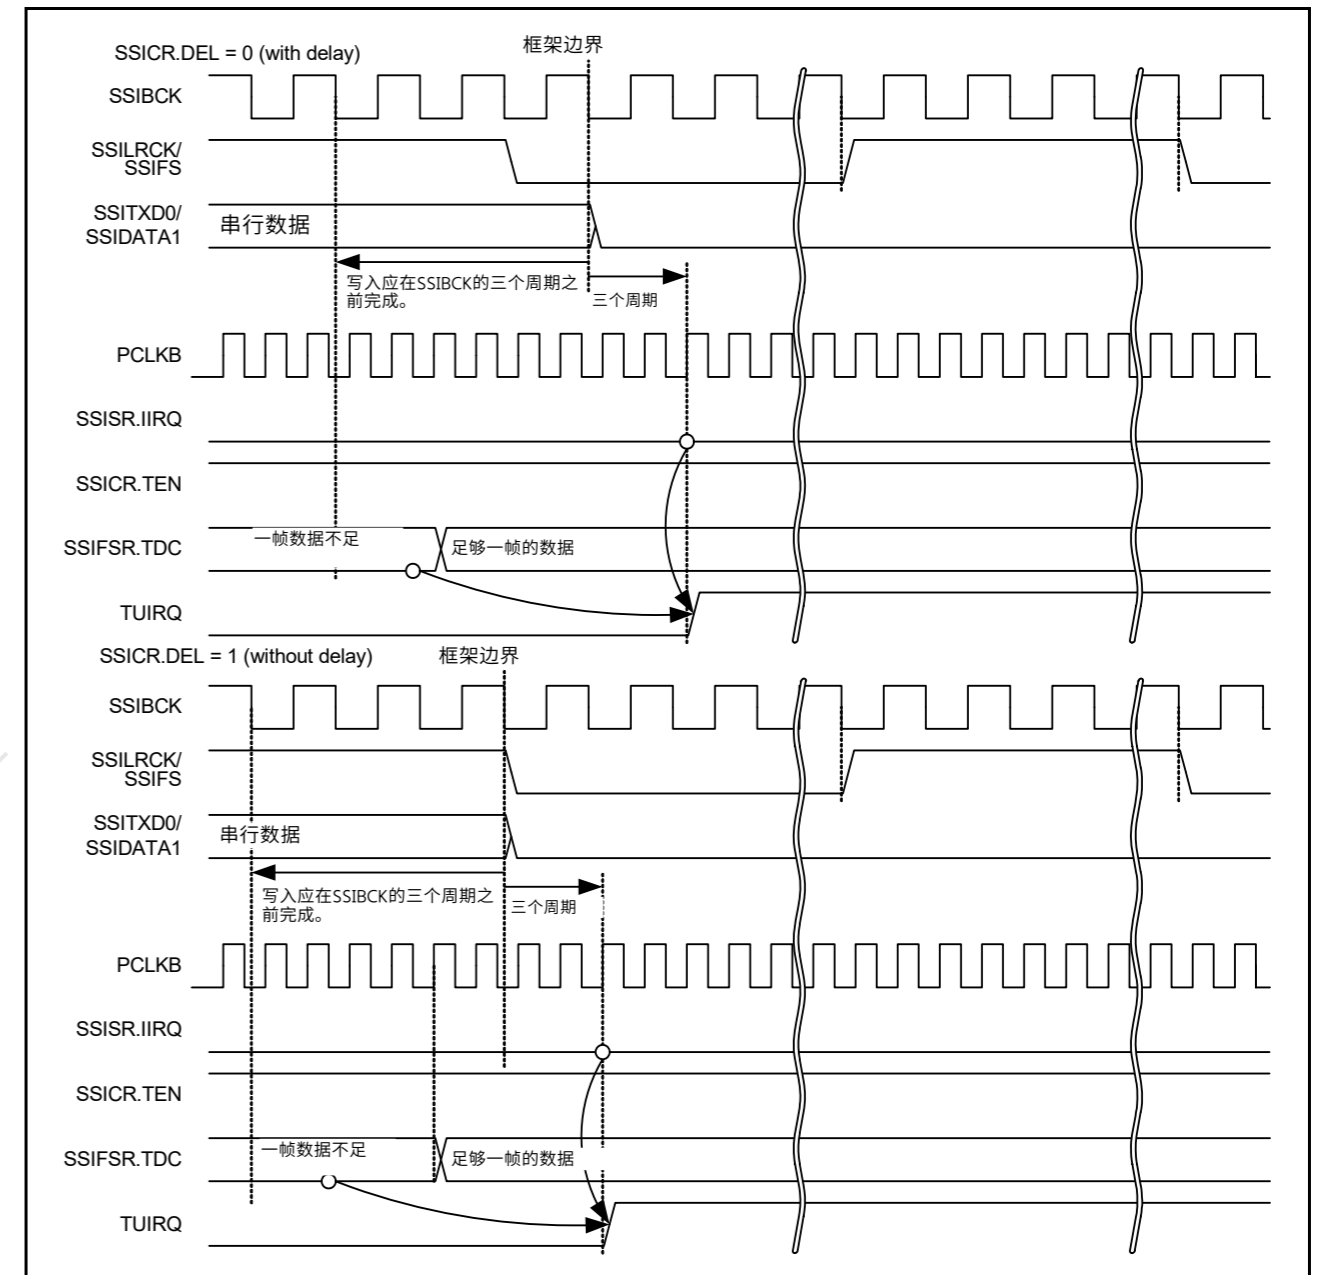 SSICR.DEL = 0 (with delay)
框架边界
SSIBCK
SSILRCK/
SSIFS
SSITXD0/
SSIDATA1
串行数据
写入应在SSIBCK的三个周期之
前完成。
三个周期
PCLKB
SSISR.IIRQ
SSICR.TEN
SSIFSR.TDC
一帧数据不足
足够一帧的数据
TUIRQ
SSICR.DEL = 1 (without delay)
框架边界
SSIBCK
SSILRCK/
SSIFS
SSITXD0/
SSIDATA1
串行数据
写入应在SSIBCK的三个周期之
前完成。
三个周期
PCLKB
SSISR.IIRQ
SSICR.TEN
SSIFSR.TDC
一帧数据不足
足够一帧的数据
TUIRQ